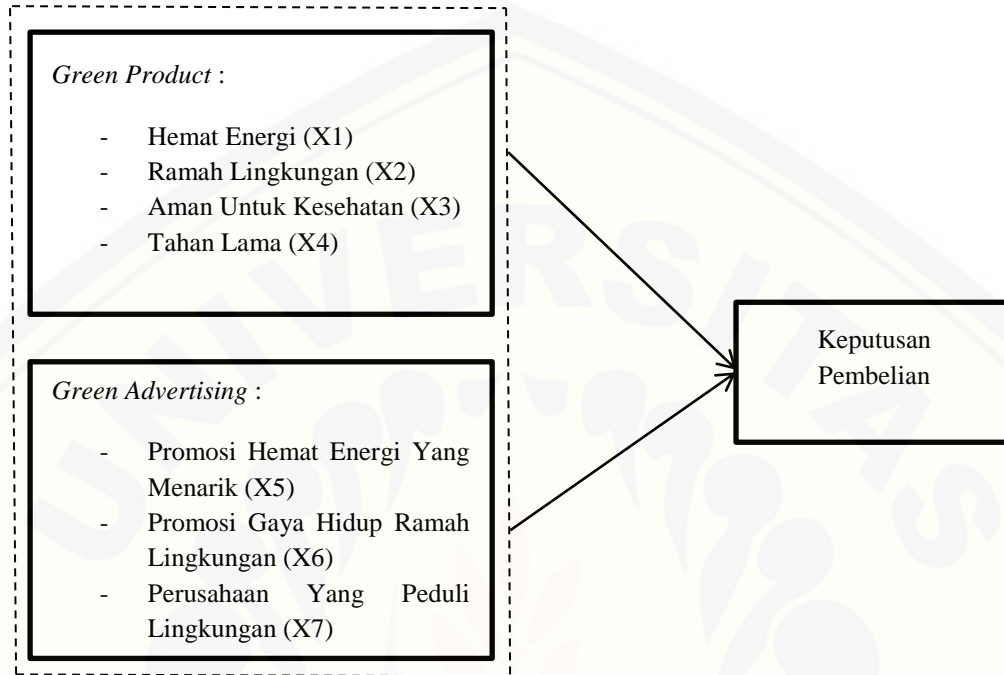 Green Product :
- Hemat Energi (X1)
- Ramah Lingkungan (X2)
- Aman Untuk Kesehatan (X3)
- Tahan Lama (X4)
Keputusan
Pembelian
Green Advertising :
- Promosi Hemat Energi Yang
Menarik (X5)
- Promosi Gaya Hidup Ramah
Lingkungan (X6)
- Perusahaan Yang Peduli
Lingkungan (X7)
UNIVERSITAS